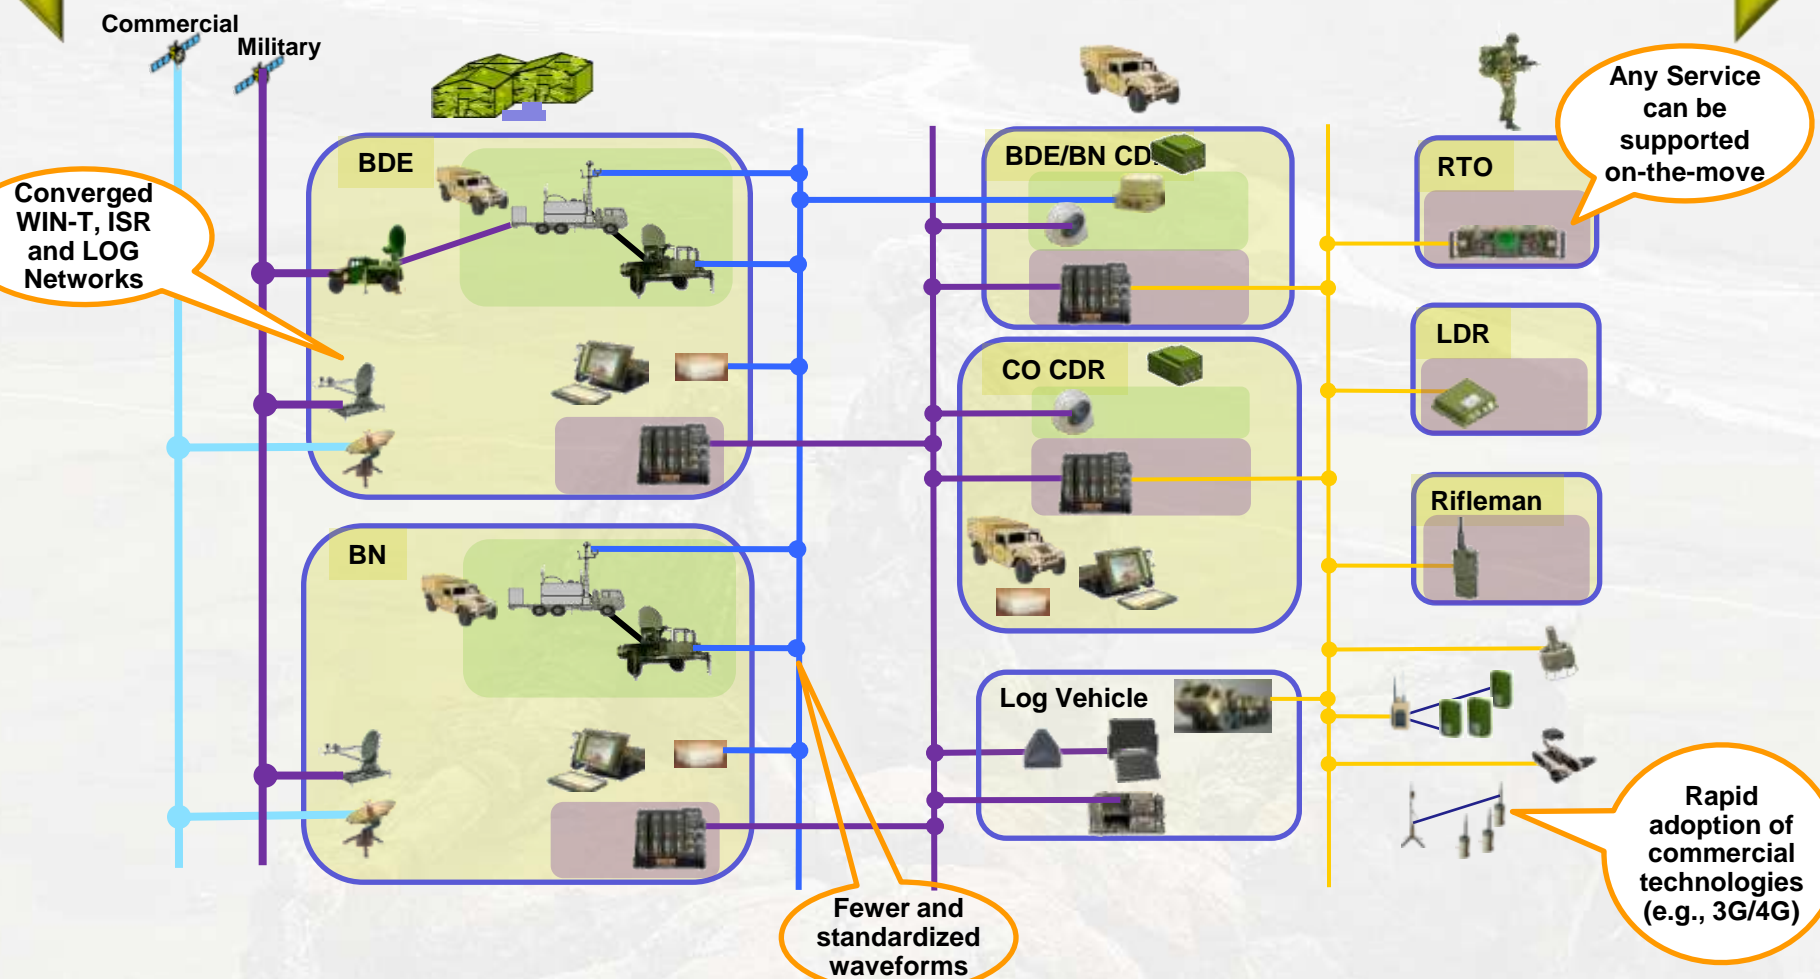 Commercial
Military
BDE
BDE/BN CD
RTO
Any Service
can be
supported
on-the-move
Converged
WIN-T, ISR
and LOG
Networks
CO CDR
LDR
Rifleman
BN
Log Vehicle
Rapid
adoption of
commercial
technologies
(e.g., 3G/4G)
Fewer and
standardized
waveforms